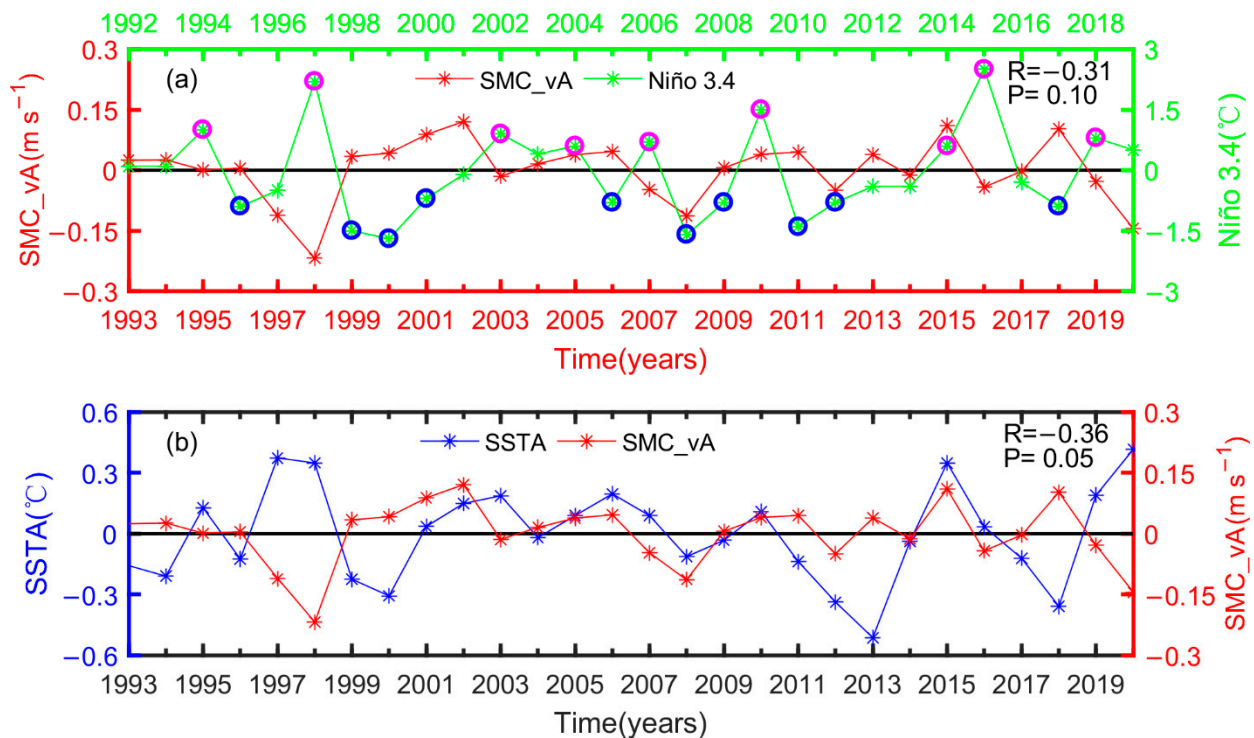 1992 1994 1996 1998 2000 2002 2004 2006 2008 2010 2012 2014 2016 2018
(a)
SMC_vA Niño 3.4
R=−0.31
P= 0.10
0.3
0.15
0
−0.15
−0.3
SMC_vA(m s⁻¹)
3
1.5
0
−1.5
−3
Niño 3.4(℃)
1993 1995 1997 1999 2001 2003 2005 2007 2009 2011 2013 2015 2017 2019
Time(years)
(b)
SSTA SMC_vA
R=−0.36
P= 0.05
0.6
0.3
0
−0.3
−0.6
SSTA(℃)
0.3
0.15
0
−0.15
−0.3
SMC_vA(m s⁻¹)
1993 1995 1997 1999 2001 2003 2005 2007 2009 2011 2013 2015 2017 2019
Time(years)